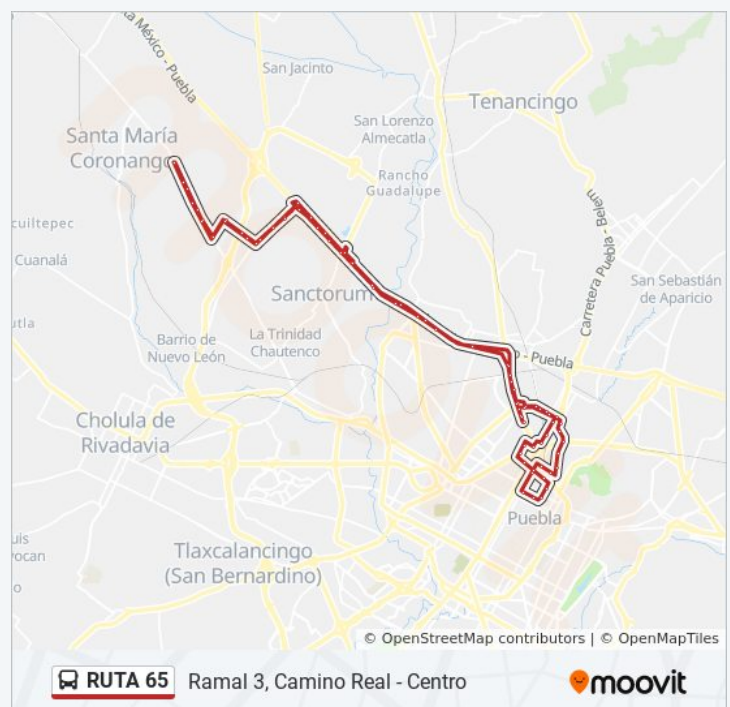 ta México - Puebla
San Jacinto
Tenancingo
San Lorenzo
Almecatla
Santa María
Coronango
Rancho
Guadalupe
Carretera Puebla - Belem
cuiltepec
Cuanalá
San Sebastián
de Aparicio
Sanctorum
utla
La Trinidad
Chautenco
Barrio de
Nuevo León
o - Puebla
Cholula de
Rivadavia
Puebla
uis
yocan
o
Tlaxcalancingo
(San Bernardino)
© OpenStreetMap contributors | © OpenMapTiles
RUTA 65
Ramal 3, Camino Real - Centro
moovit